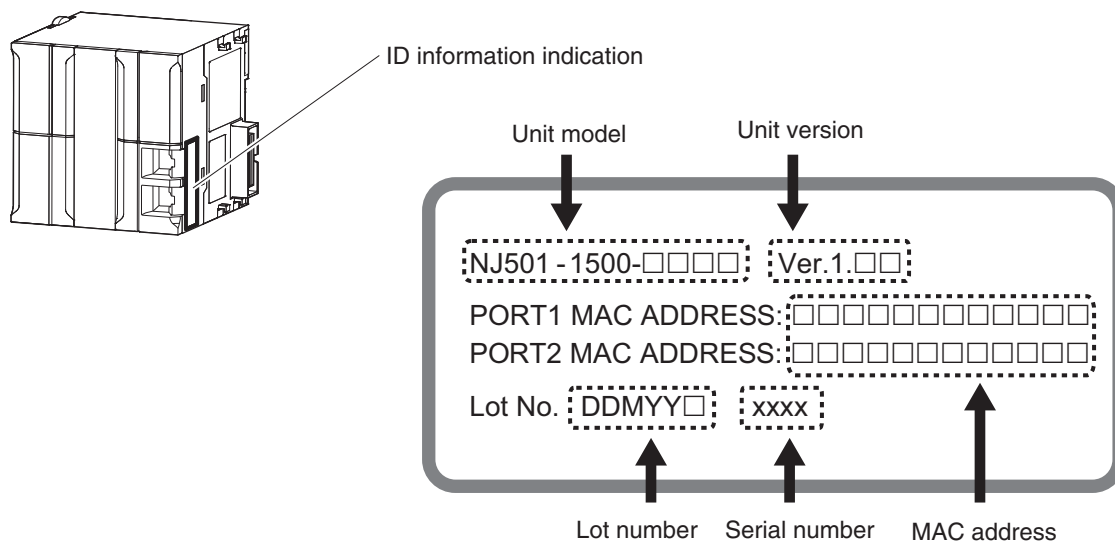 ID information indication
Unit model Unit version
NJ501-1500-□□□□ Ver.1.□□
PORT1 MAC ADDRESS: □□□□□□□□□□□□
PORT2 MAC ADDRESS: □□□□□□□□□□□□
Lot No. DDMYY□ xxxx
Lot number Serial number MAC address